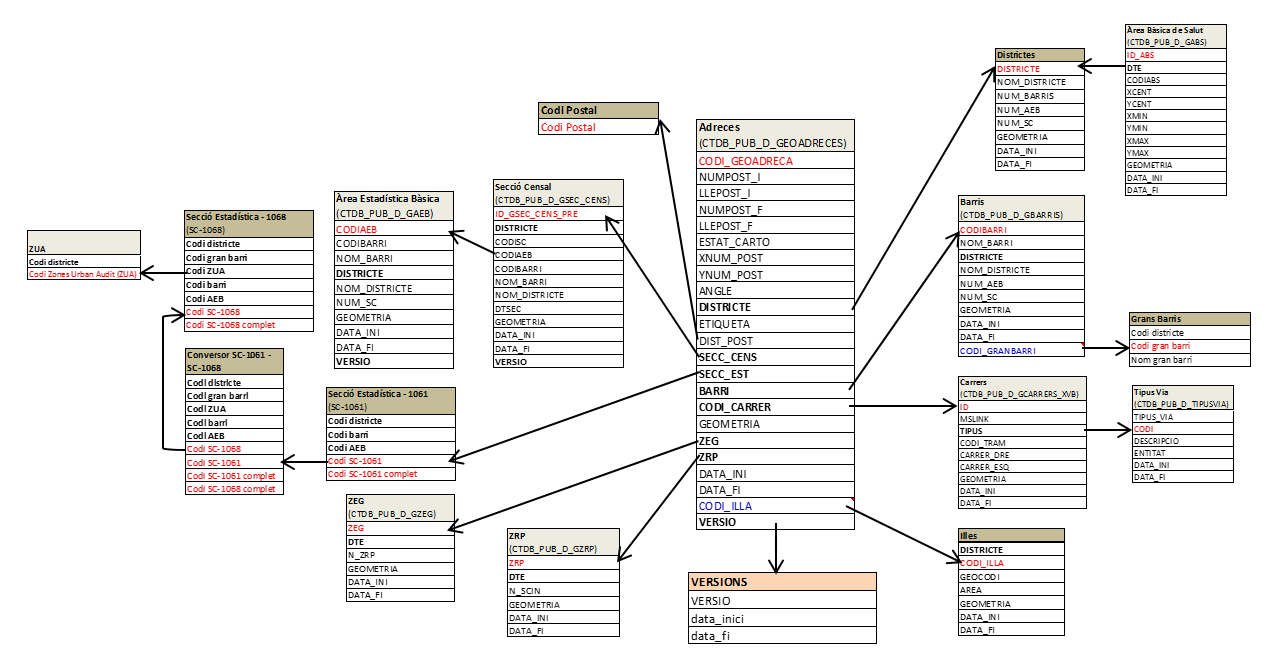 ZUA
Codi districte
Codi Zones Urban Audit (ZUA)
Secció Estadística - 1068
(SC-1068)
Codi districte
Codi gran barri
Codi ZUA
Codi barri
Codi AEB
Codi SC-1068
Codi SC-1068 complet
Conversor SC-1061 -
SC-1068
Codi districte
Codi gran barri
Codi ZUA
Codi barri
Codi AEB
Codi SC-1068
Codi SC-1061
Codi SC-1061 complet
Codi SC-1068 complet
Àrea Estadística Bàsica
(CTDB_PUB_D_GAEB)
CODIAEB
CODIBARRI
NOM_BARRI
DISTRICTE
NOM_DISTRICTE
NUM_SC
GEOMETRIA
DATA_INI
DATA_FI
VERSIO
Secció Estadística - 1061
(SC-1061)
Codi districte
Codi barri
Codi AEB
Codi SC-1061
Codi SC-1061 complet
ZEG
(CTDB_PUB_D_GZEG)
ZEG
DTE
N_ZRP
GEOMETRIA
DATA_INI
DATA_FI
Codi Postal
Codi Postal
Secció Censal
(CTDB_PUB_D_GSEC_CENS)
ID_GSEC_CENS_PRE
DISTRICTE
CODISC
CODIAEB
CODIBARRI
NOM_BARRI
NOM_DISTRICTE
DTSEC
GEOMETRIA
DATA_INI
DATA_FI
VERSIO
ZRP
(CTDB_PUB_D_GZRP)
ZRP
DTE
N_SCIN
GEOMETRIA
DATA_INI
DATA_FI
Adreces
(CTDB_PUB_D_GEOADRECES)
CODI_GEOADRECA
NUMPOST_I
LLEPOST_I
NUMPOST_F
LLEPOST_F
ESTAT_CARTO
XNUM_POST
YNUM_POST
ANGLE
DISTRICTE
ETIQUETA
DIST_POST
SECC_CENS
SECC_EST
BARRI
CODI_CARRER
GEOMETRIA
ZEG
ZRP
DATA_INI
DATA_FI
CODI_ILLA
VERSIO
VERSIONS
VERSIO
data_inici
data_fi
Districtes
DISTRICTE
NOM_DISTRICTE
NUM_BARRIS
NUM_AEB
NUM_SC
GEOMETRIA
DATA_INI
DATA_FI
Àrea Bàsica de Salut
(CTDB_PUB_D_GABS)
ID_ABS
DTE
CODIABS
XCENT
YCENT
XMIN
YMIN
XMAX
YMAX
GEOMETRIA
DATA_INI
DATA_FI
Barris
(CTDB_PUB_D_GBARRIS)
CODIBARRI
NOM_BARRI
DISTRICTE
NOM_DISTRICTE
NUM_AEB
NUM_SC
GEOMETRIA
DATA_INI
DATA_FI
CODI_GRANBARRI
Grans Barris
Codi districte
Codi gran barri
Nom gran barri
Carrers
(CTDB_PUB_D_GCARRERS_XVB)
ID
MSLINK
TIPUS
CODI_TRAM
CARRER_DRE
CARRER_ESQ
GEOMETRIA
DATA_INI
DATA_FI
Tipus Via
(CTDB_PUB_D_TIPUSVIA)
TIPUS_VIA
CODI
DESCRIPCIO
ENTITAT
DATA_INI
DATA_FI
Illes
DISTRICTE
CODI_ILLA
GEOCODI
AREA
GEOMETRIA
DATA_INI
DATA_FI